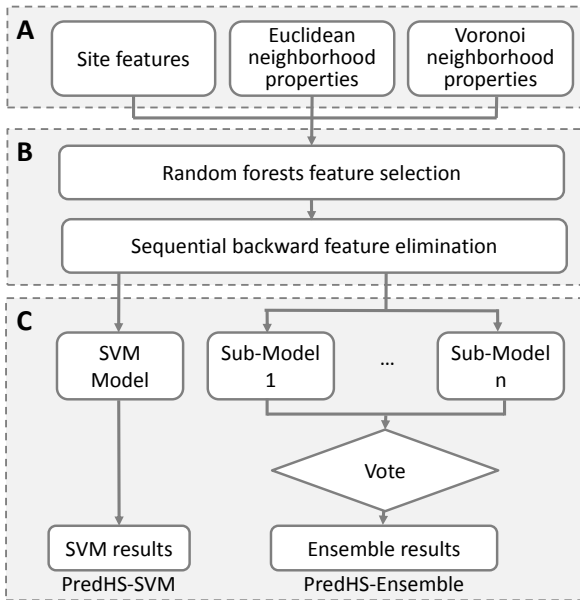 A
Site features
Euclidean
neighborhood
properties
Voronoi
neighborhood
properties
B
Random forests feature selection
Sequential backward feature elimination
C
SVM
Model
Sub-Model
1
...
Sub-Model
n
Vote
SVM results
Ensemble results
PredHS-SVM
PredHS-Ensemble